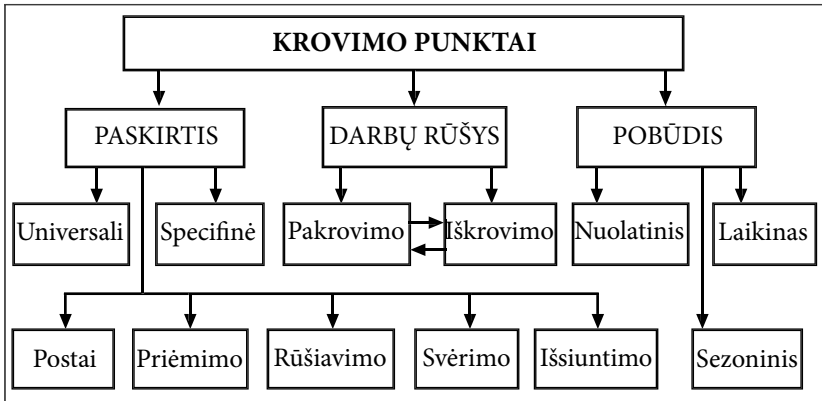 KROVIMO PUNKTAI
PASKIRTIS
DARBŲ RŪŠYS
POBŪDIS
Universali
Specifinė
Pakrovimo
Iškrovimo
Nuolatinis
Laikinas
Postai
Priėmimo
Rūšiavimo
Svėrimo
Išsiuntimo
Sezoninis